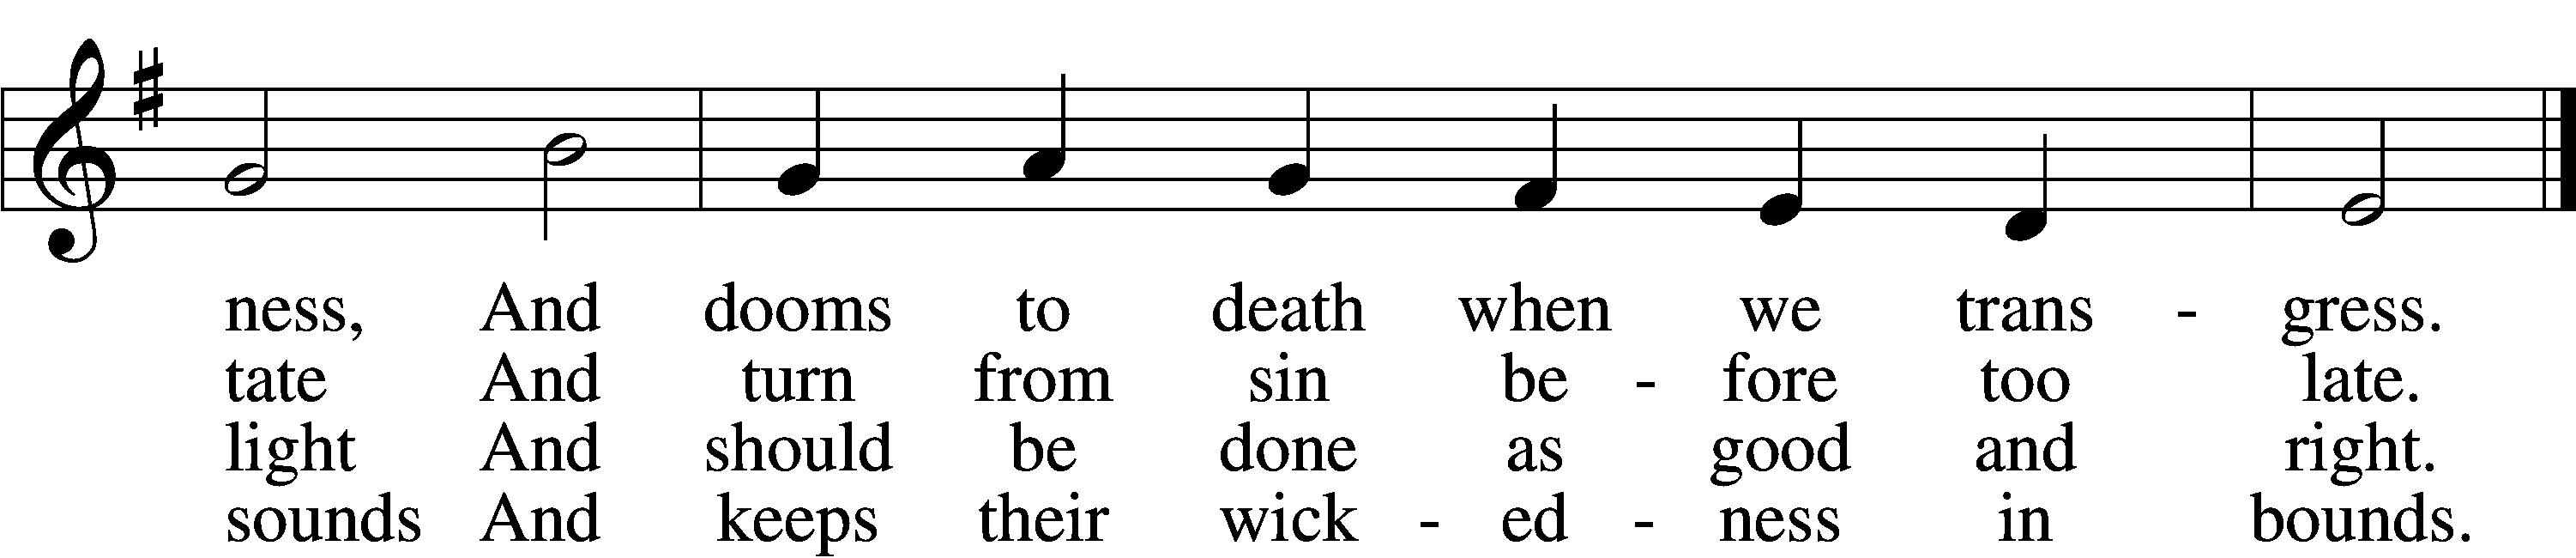 ness, And dooms to death when we trans - gress.
tate And turn from sin be - fore too late.
light And should be done as good and right.
sounds And keeps their wick - ed - ness in bounds.